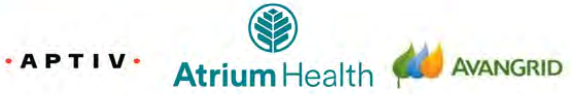 • APTIV •
Atrium Health
AVANGRID